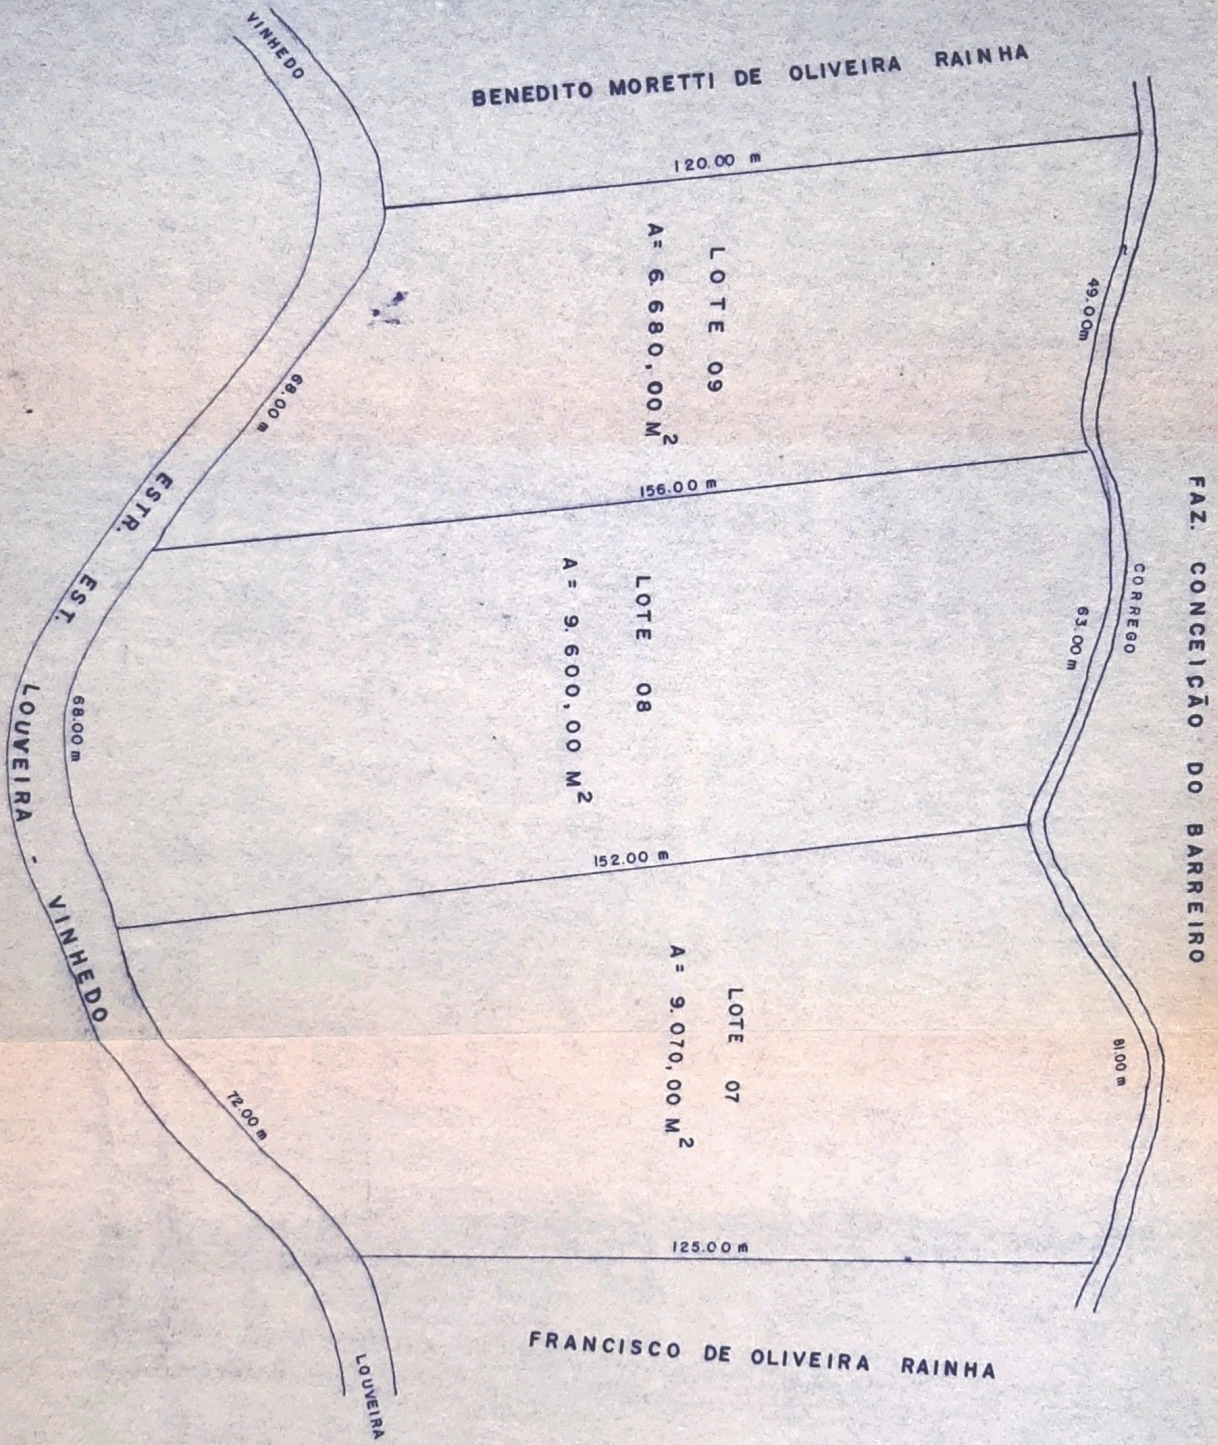 VINHEDO
BENEDITO MORETTI DE OLIVEIRA RAINHA
120.00 m
LOTE 09
A= 6.680,00 M²
49.00m
68.00 m
156.00 m
FAZ. CONCEIÇÃO DO BARREIRO
CORREGO
63.00 m
LOTE 08
A= 9.600,00 M²
68.00 m
ESTR. EST.
LOUVEIRA - VINHEDO
152.00 m
LOTE 07
A= 9.070,00 M²
81.00 m
72.00 m
125.00 m
FRANCISCO DE OLIVEIRA RAINHA
LOUVEIRA